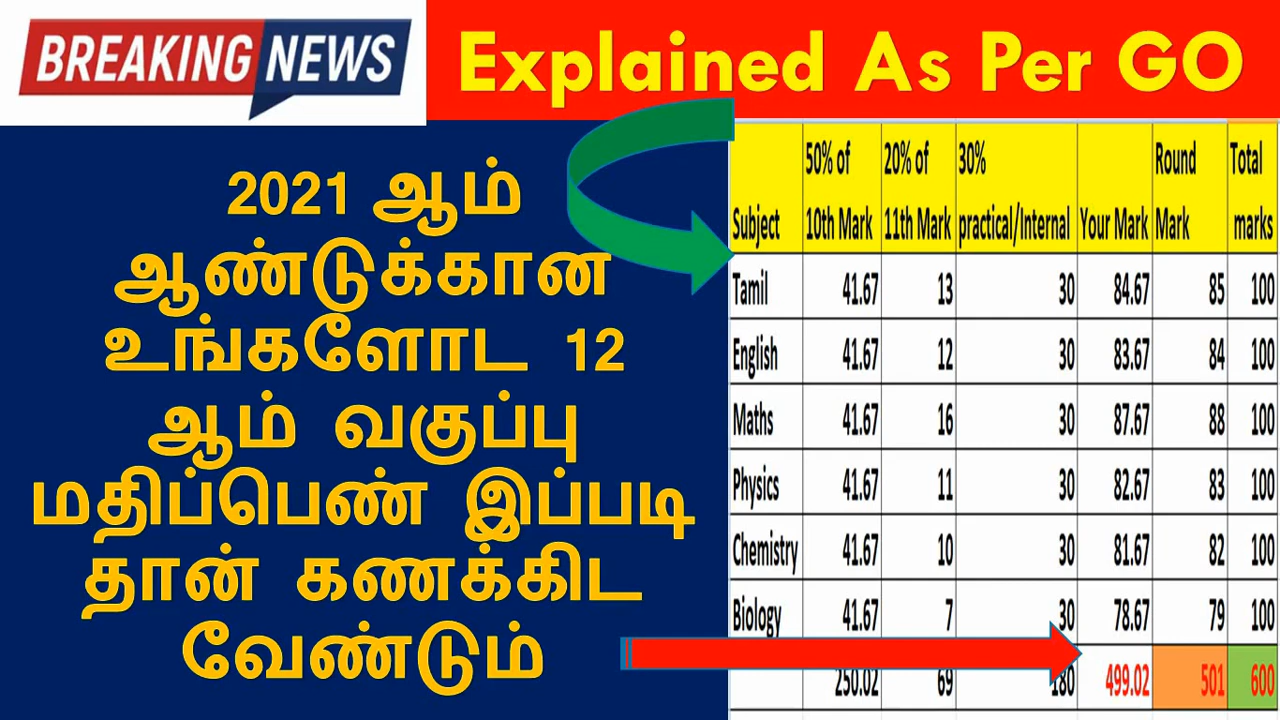 BREAKING NEWS
Explained As Per GO
2021 ஆம்
ஆண்டுக்கான
உங்களோட 12
ஆம் வகுப்பு
மதிப்பெண் இப்படி
தான் கணக்கிட
வேண்டும்
Subject 50% of 10th Mark 20% of 11th Mark 30% practical/Internal Your Mark Round Mark Total marks
Tamil 41.67 13 30 84.67 85 100
English 41.67 12 30 83.67 84 100
Maths 41.67 16 30 87.67 88 100
Physics 41.67 11 30 82.67 83 100
Chemistry 41.67 10 30 81.67 82 100
Biology 41.67 7 30 78.67 79 100
250.02 69 180 499.02 501 600